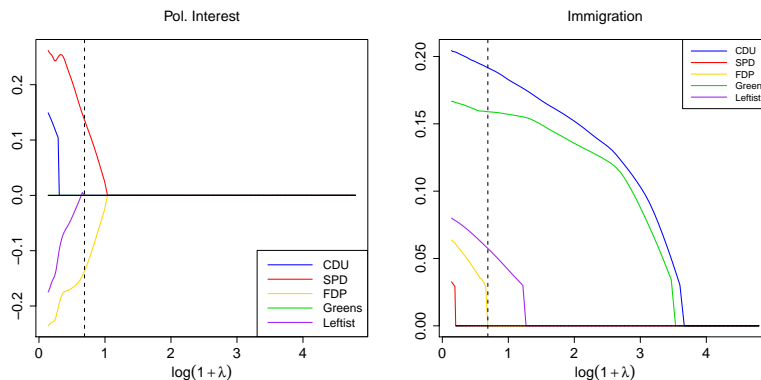 Pol. Interest
0.2
0.1
0.0
−0.1
−0.2
0
1
2
3
4
log(1 + λ)
CDU
SPD
FDP
Greens
Leftist
Immigration
0.20
0.15
0.10
0.05
0.00
0
1
2
3
4
log(1 + λ)
CDU
SPD
FDP
Greens
Leftist